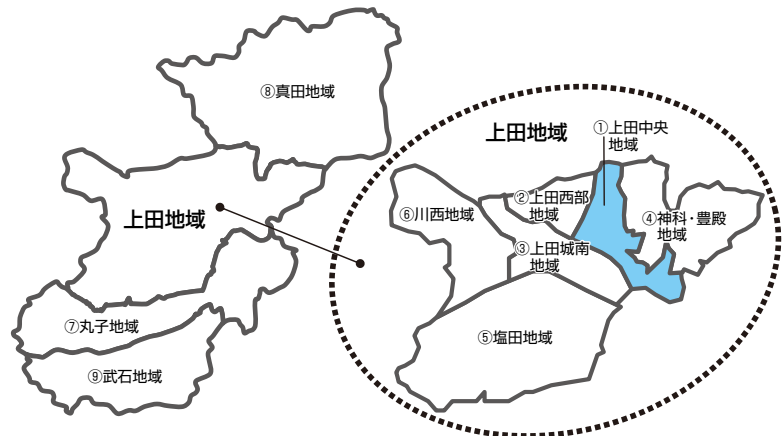 ⑧真田地域
上田地域
⑦丸子地域
⑨武石地域
上田地域
①上田中央
地域
②上田西部
地域
⑥川西地域
④神科・豊殿
地域
③上田城南
地域
⑤塩田地域